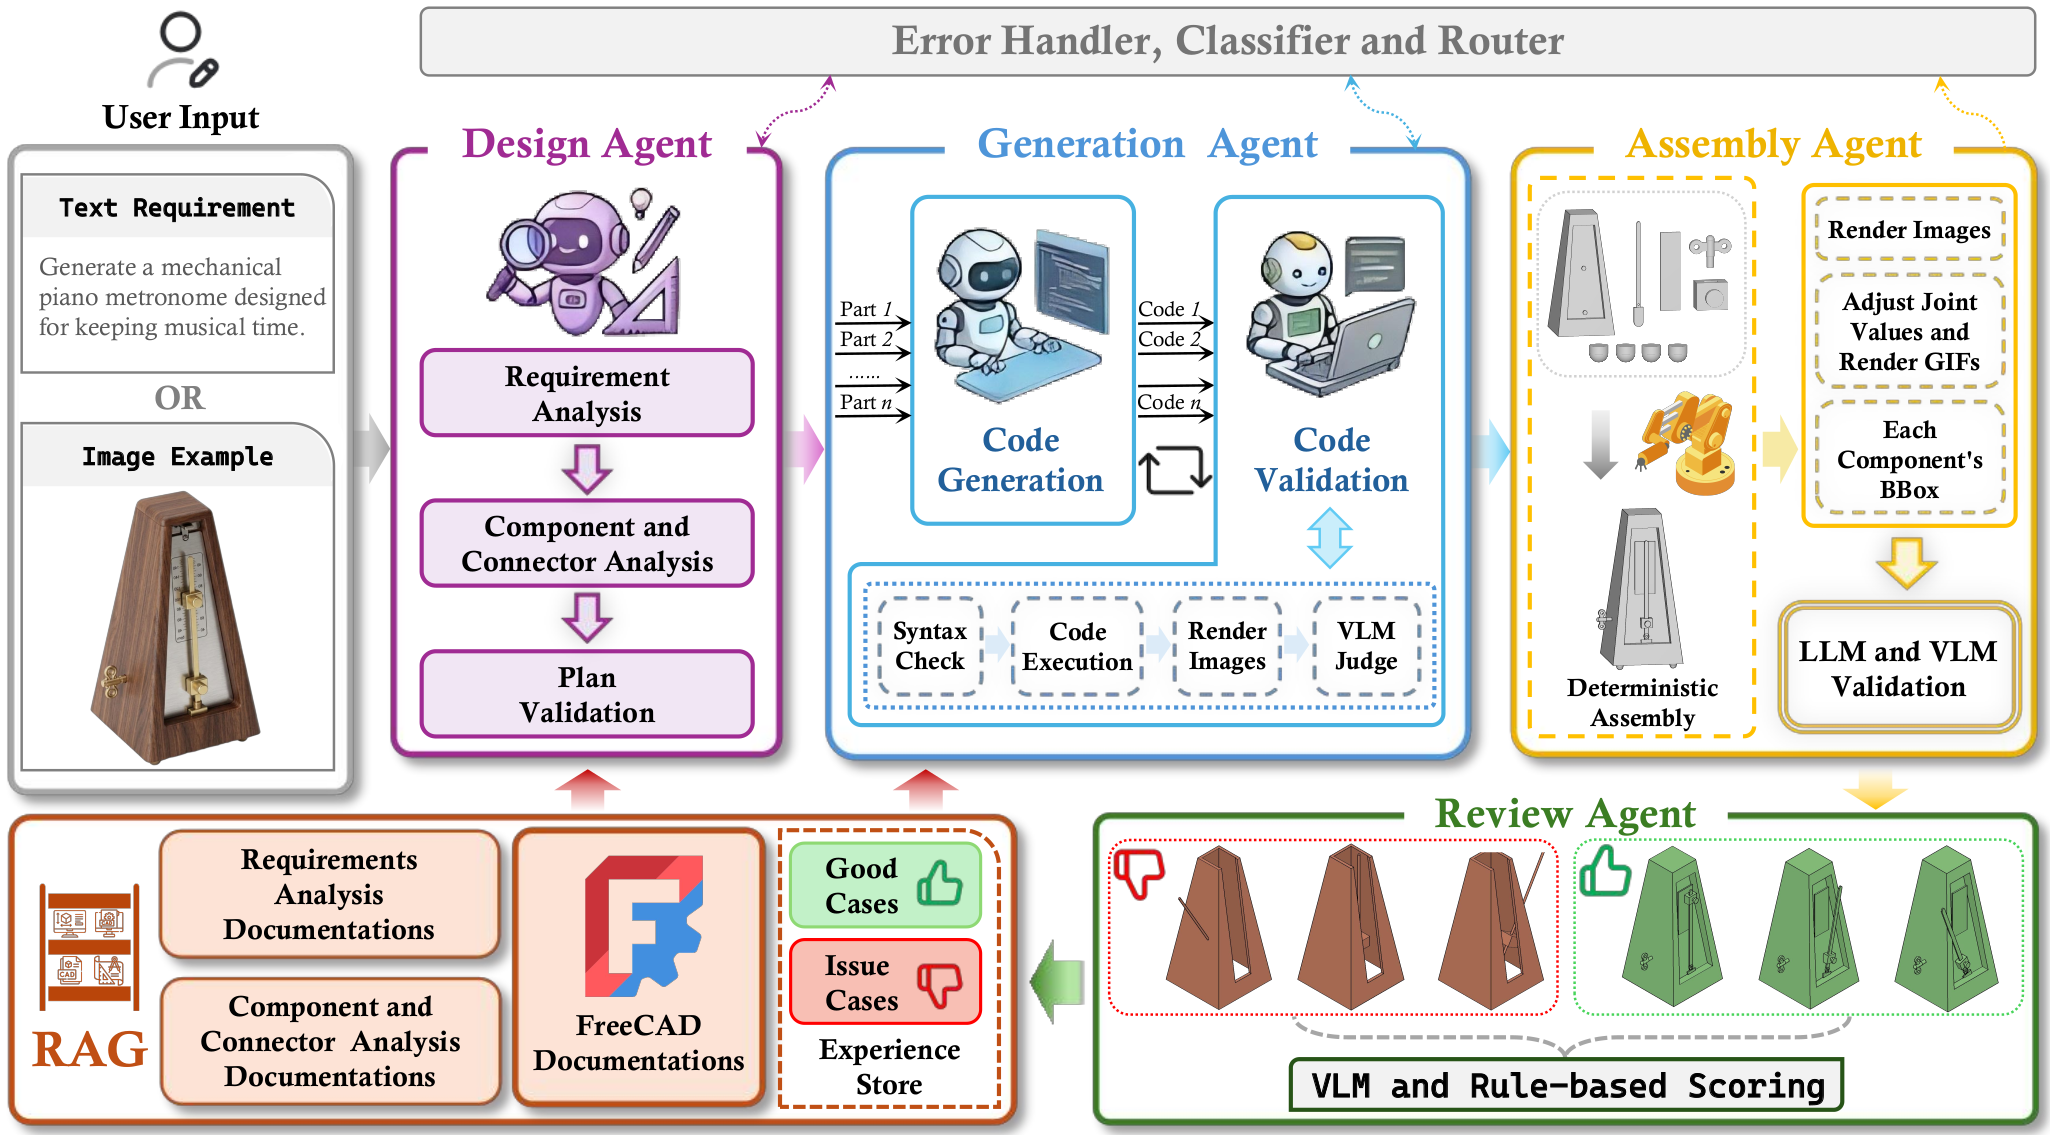 Error Handler, Classifier and Router
User Input
Text Requirement
Generate a mechanical
piano metronome designed
for keeping musical time.
OR
Image Example
Design Agent
Requirement
Analysis
Component and
Connector Analysis
Plan
Validation
Generation Agent
Part 1
Part 2
......
Part n
Code
Generation
Code 1
Code 2
Code n
Code
Validation
Syntax
Check
Code
Execution
Render
Images
VLM
Judge
Assembly Agent
Deterministic
Assembly
Render Images
Adjust Joint
Values and
Render GIFs
Each
Component's
BBox
LLM and VLM
Validation
RAG
CAD
Requirements
Analysis
Documentations
Component and
Connector Analysis
Documentations
FreeCAD
Documentations
Good
Cases
Issue
Cases
Experience
Store
Review Agent
VLM and Rule-based Scoring